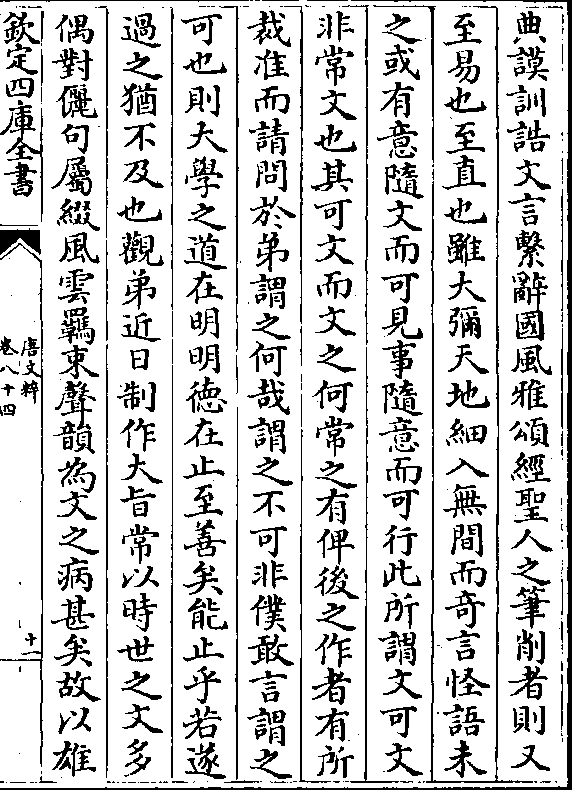 典謨訓誥文言繫辭國風雅頌經聖人之筆削者則又
至易也至直也雖大彌天地細入無間而奇言怪語未
之或有意隨文而可見事隨意而可行此所謂文可文
非常文也其可文而文之何常之有俾後之作者有所
裁准而請問於弟謂之何哉謂之不可非僕敢言謂之
可也則大學之道在明明德在止至善矣能止乎若遂
過之猶不及也觀弟近日制作大旨常以時世之文多
偶對儷句屬綴風雲羈束聲韻為文之病甚矣故以雄
欽定四庫全書
唐文粹
卷八十四
十一